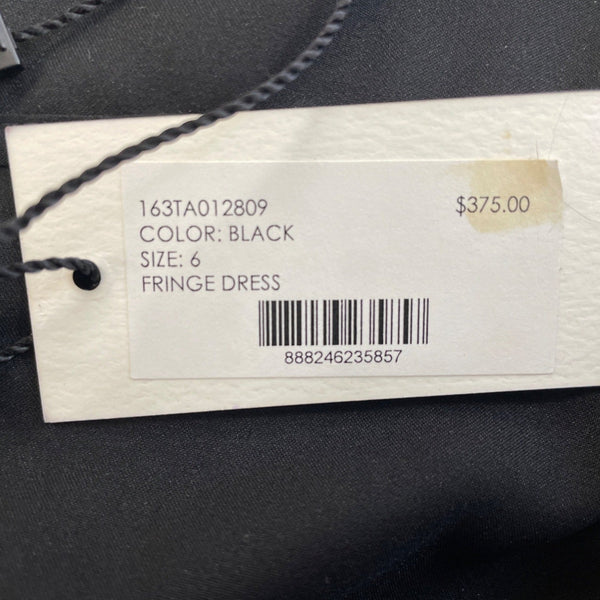 163TA012809 $375.00
COLOR: BLACK
SIZE: 6
FRINGE DRESS
888246235857